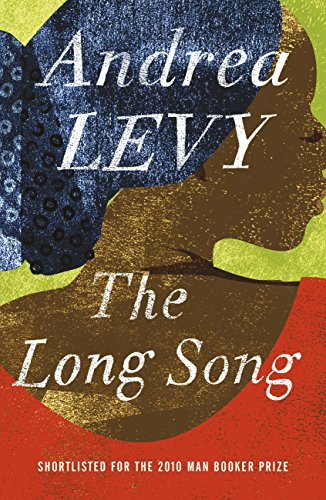 Andrea
LEVY
The
Long Song
SHORTLISTED FOR THE 2010 MAN BOOKER PRIZE